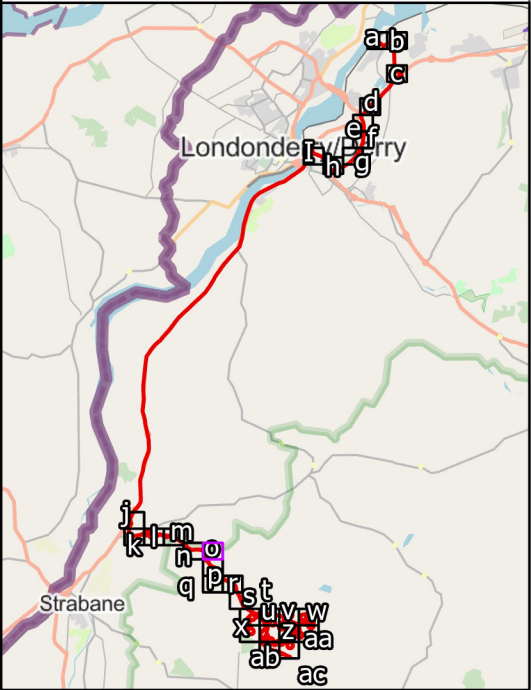 a b
c
d
e f
Londonderry/Derry
I h g
j
k l m
n o
p
q r
s t
u v w
x z aa
ab
ac
Strabane